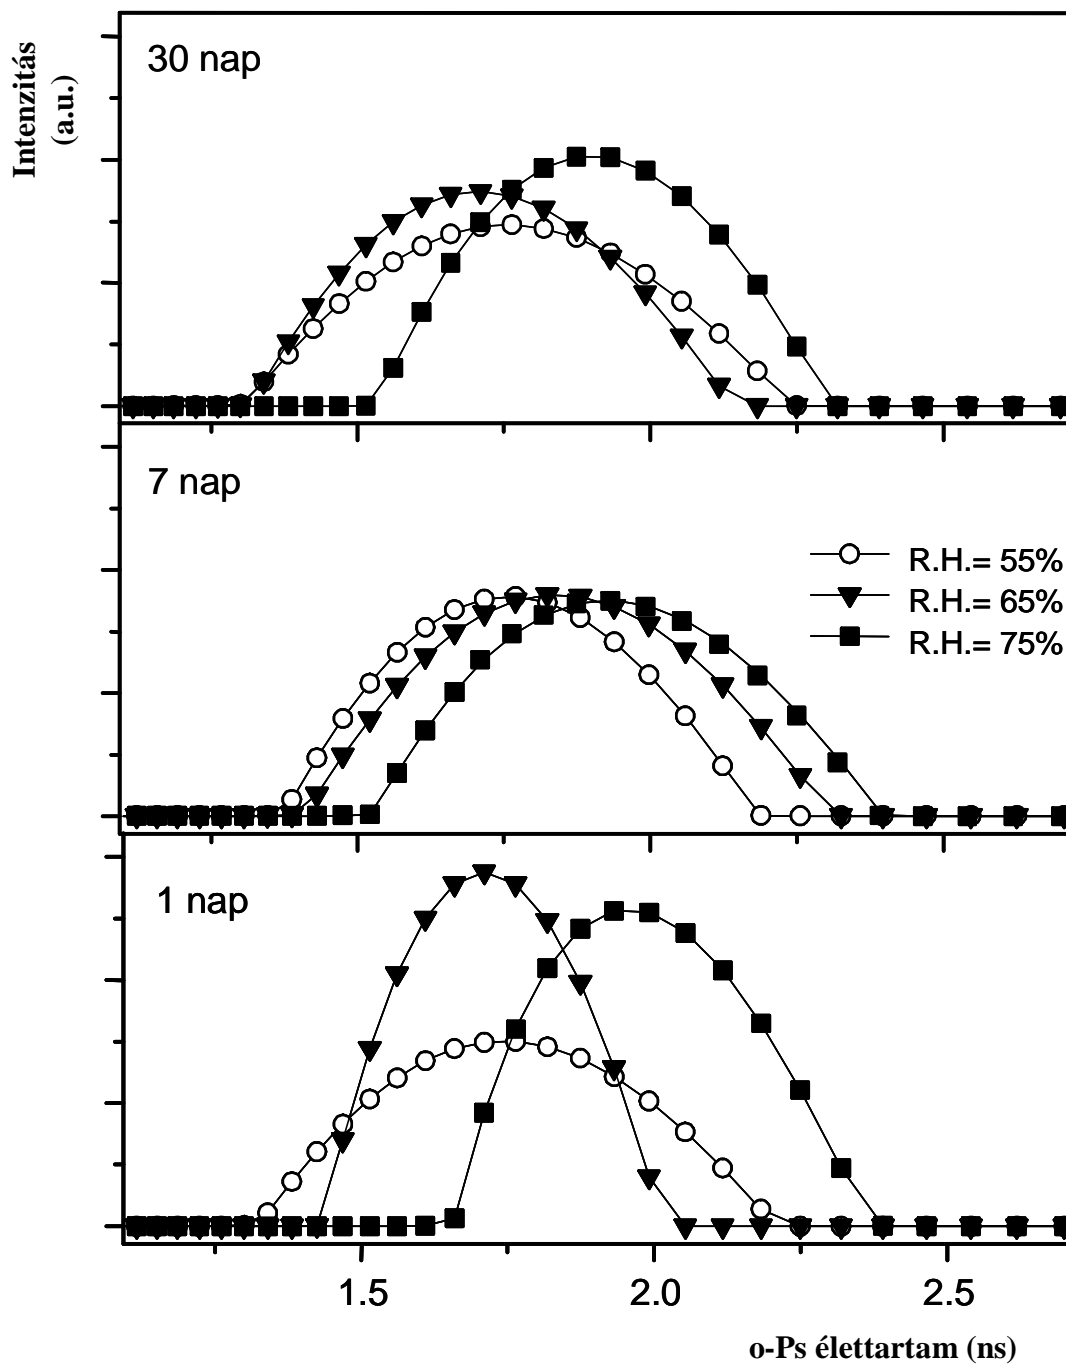 Intenzitás
(a.u.)
30 nap
7 nap
R.H.= 55%
R.H.= 65%
R.H.= 75%
1 nap
1.5 2.0 2.5
o-Ps élettartam (ns)